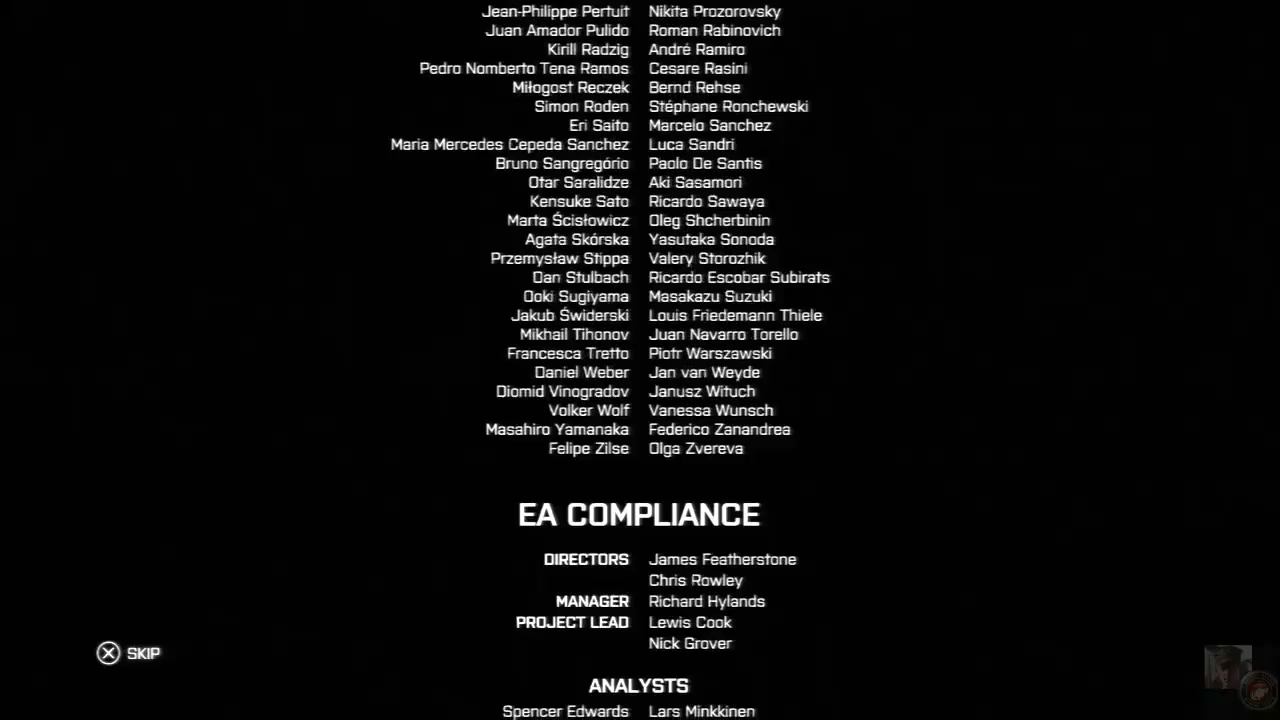 Jean-Philippe Pertuit Nikita Prozorovsky
Juan Amador Pulido Roman Rabinovich
Kirill Radzig André Ramiro
Pedro Nomberto Tena Ramos Cesare Rasini
Miłogost Reczek Bernd Rehse
Simon Roden Stéphane Ronchewski
Eri Saito Marcelo Sanchez
Maria Mercedes Cepeda Sanchez Luca Sandri
Bruno Sangregório Paolo De Santis
Otar Saralidze Aki Sasamori
Kensuke Sato Ricardo Sawaya
Marta Ścisłowicz Oleg Shcherbinin
Agata Skórska Yasutaka Sonoda
Przemysław Stippa Valery Storozhik
Dan Stulbach Ricardo Escobar Subirats
Ooki Sugiyama Masakazu Suzuki
Jakub Świderski Louis Friedemann Thiele
Mikhail Tihonov Juan Navarro Torello
Francesca Tretto Piotr Warszawski
Daniel Weber Jan van Weyde
Diomid Vinogradov Janusz Wituch
Volker Wolf Vanessa Wunsch
Masahiro Yamanaka Federico Zanandrea
Felipe Zilse Olga Zvereva
EA COMPLIANCE
DIRECTORS James Featherstone
Chris Rowley
MANAGER Richard Hylands
PROJECT LEAD Lewis Cook
Nick Grover
SKIP
ANALYSTS
Spencer Edwards Lars Minkkinen